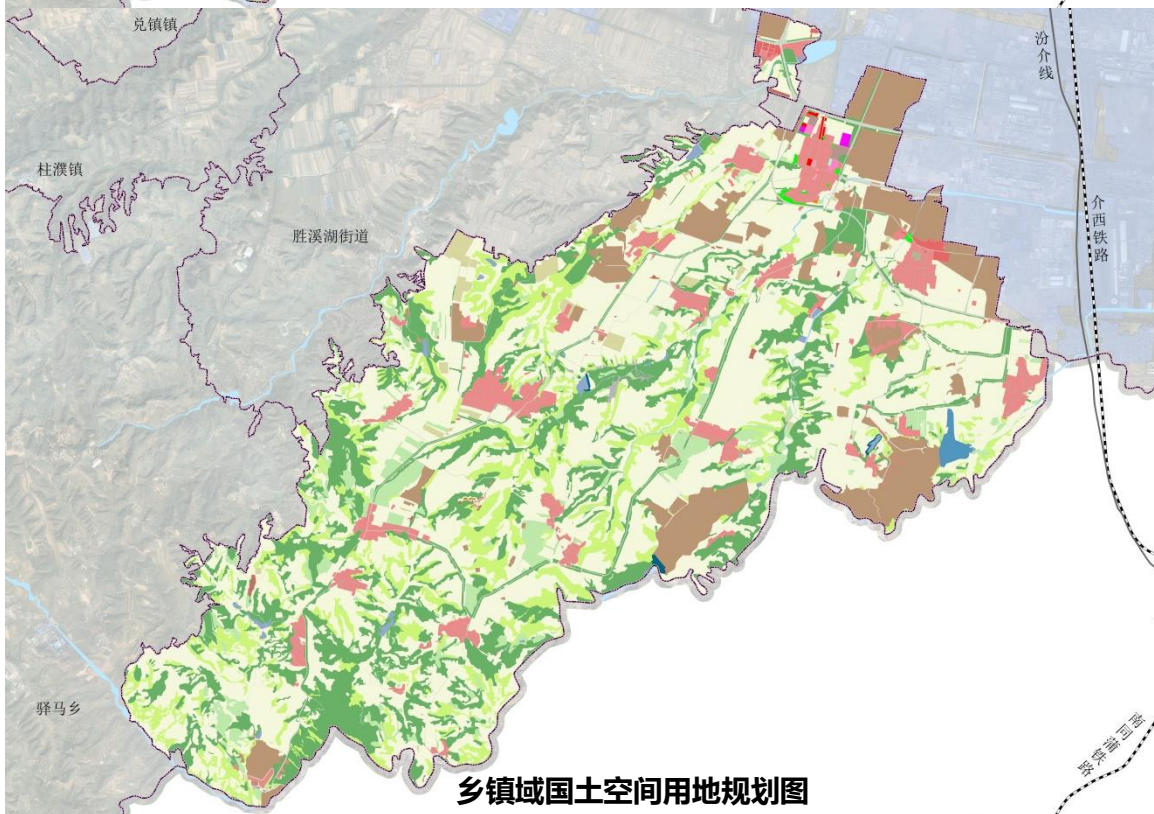 兑镇镇
汾介线
柱濮镇
介西铁路
胜溪湖街道
驿马乡
南同蒲铁路
乡镇域国土空间用地规划图